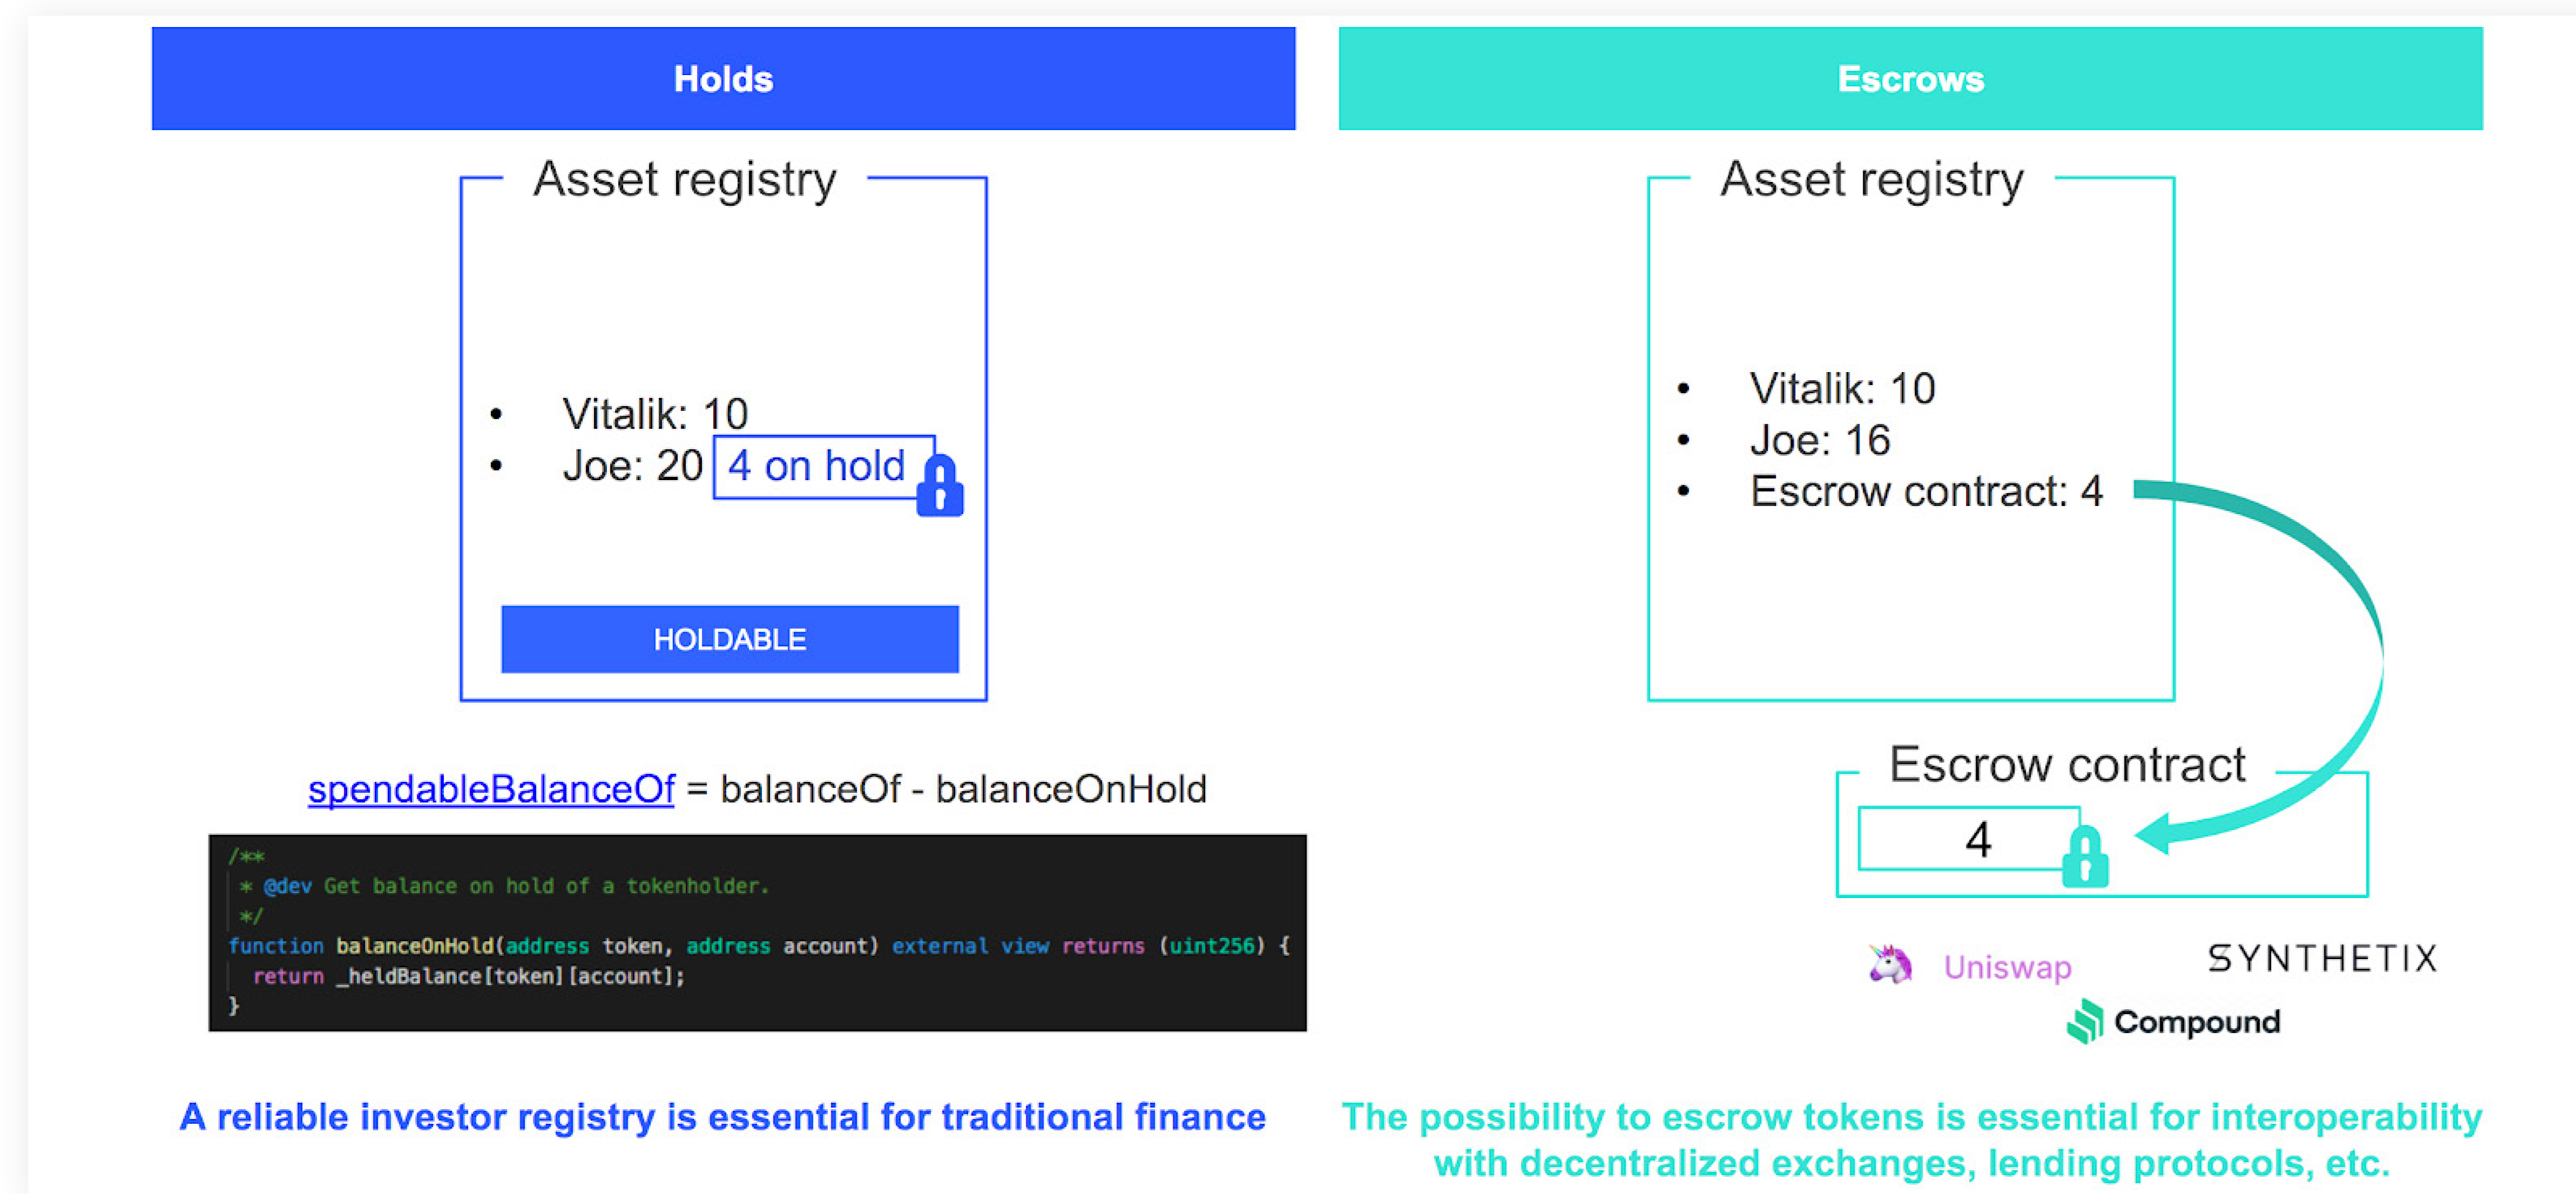 Holds
Asset registry
• Vitalik: 10
• Joe: 20 4 on hold
HOLDABLE
spendableBalanceOf = balanceOf - balanceOnHold
/**
* @dev Get balance on hold of a tokenholder.
*/
function balanceOnHold(address token, address account) external view returns (uint256) {
return _heldBalance[token][account];
}
A reliable investor registry is essential for traditional finance
Escrows
Asset registry
• Vitalik: 10
• Joe: 16
• Escrow contract: 4
Escrow contract
4
Uniswap
SYNTHETIX
Compound
The possibility to escrow tokens is essential for interoperability
with decentralized exchanges, lending protocols, etc.